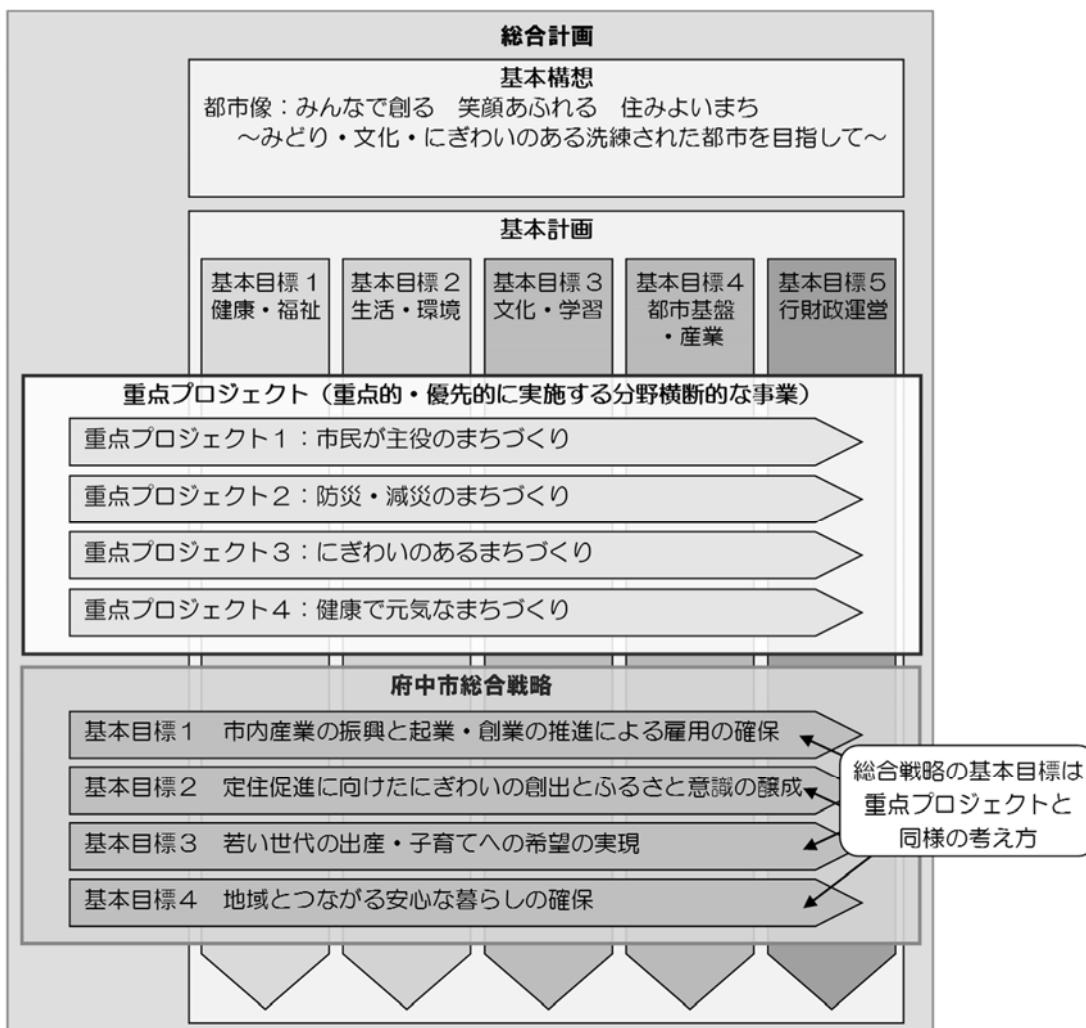 総合計画
基本構想
都市像：みんなで創る　笑顔あふれる　住みよいまち
～みどり・文化・にぎわいのある洗練された都市を目指して～
基本計画
基本目標１
健康・福祉
基本目標２
生活・環境
基本目標３
文化・学習
基本目標４
都市基盤
・産業
基本目標５
行財政運営
重点プロジェクト（重点的・優先的に実施する分野横断的な事業）
重点プロジェクト１：市民が主役のまちづくり
重点プロジェクト２：防災・減災のまちづくり
重点プロジェクト３：にぎわいのあるまちづくり
重点プロジェクト４：健康で元気なまちづくり
府中市総合戦略
基本目標１　市内産業の振興と起業・創業の推進による雇用の確保
基本目標２　定住促進に向けたにぎわいの創出とふるさと意識の醸成
基本目標３　若い世代の出産・子育てへの希望の実現
基本目標４　地域とつながる安心な暮らしの確保
総合戦略の基本目標は
重点プロジェクトと
同様の考え方